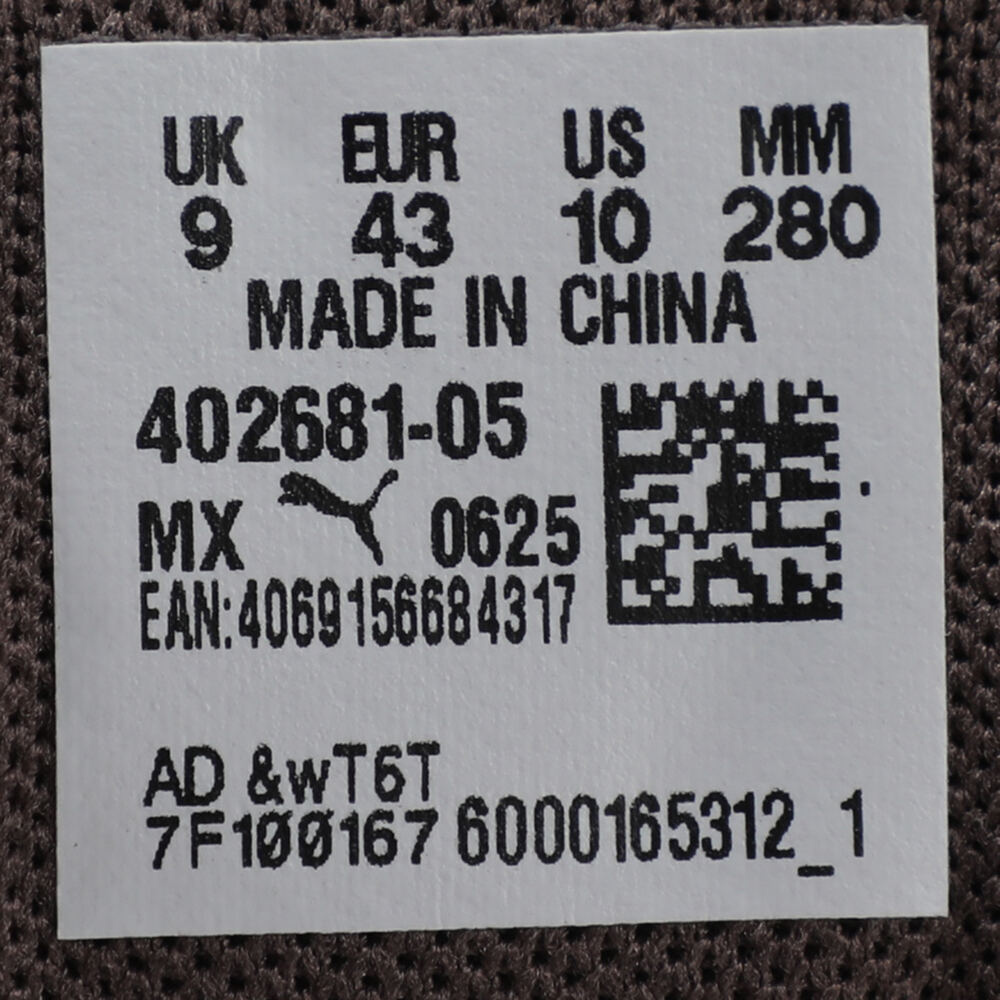 UK EUR US MM
9 43 10 280
MADE IN CHINA
402681-05
MX 0625
EAN:4069156684317
AD &wT6T
7F100167 6000165312_1